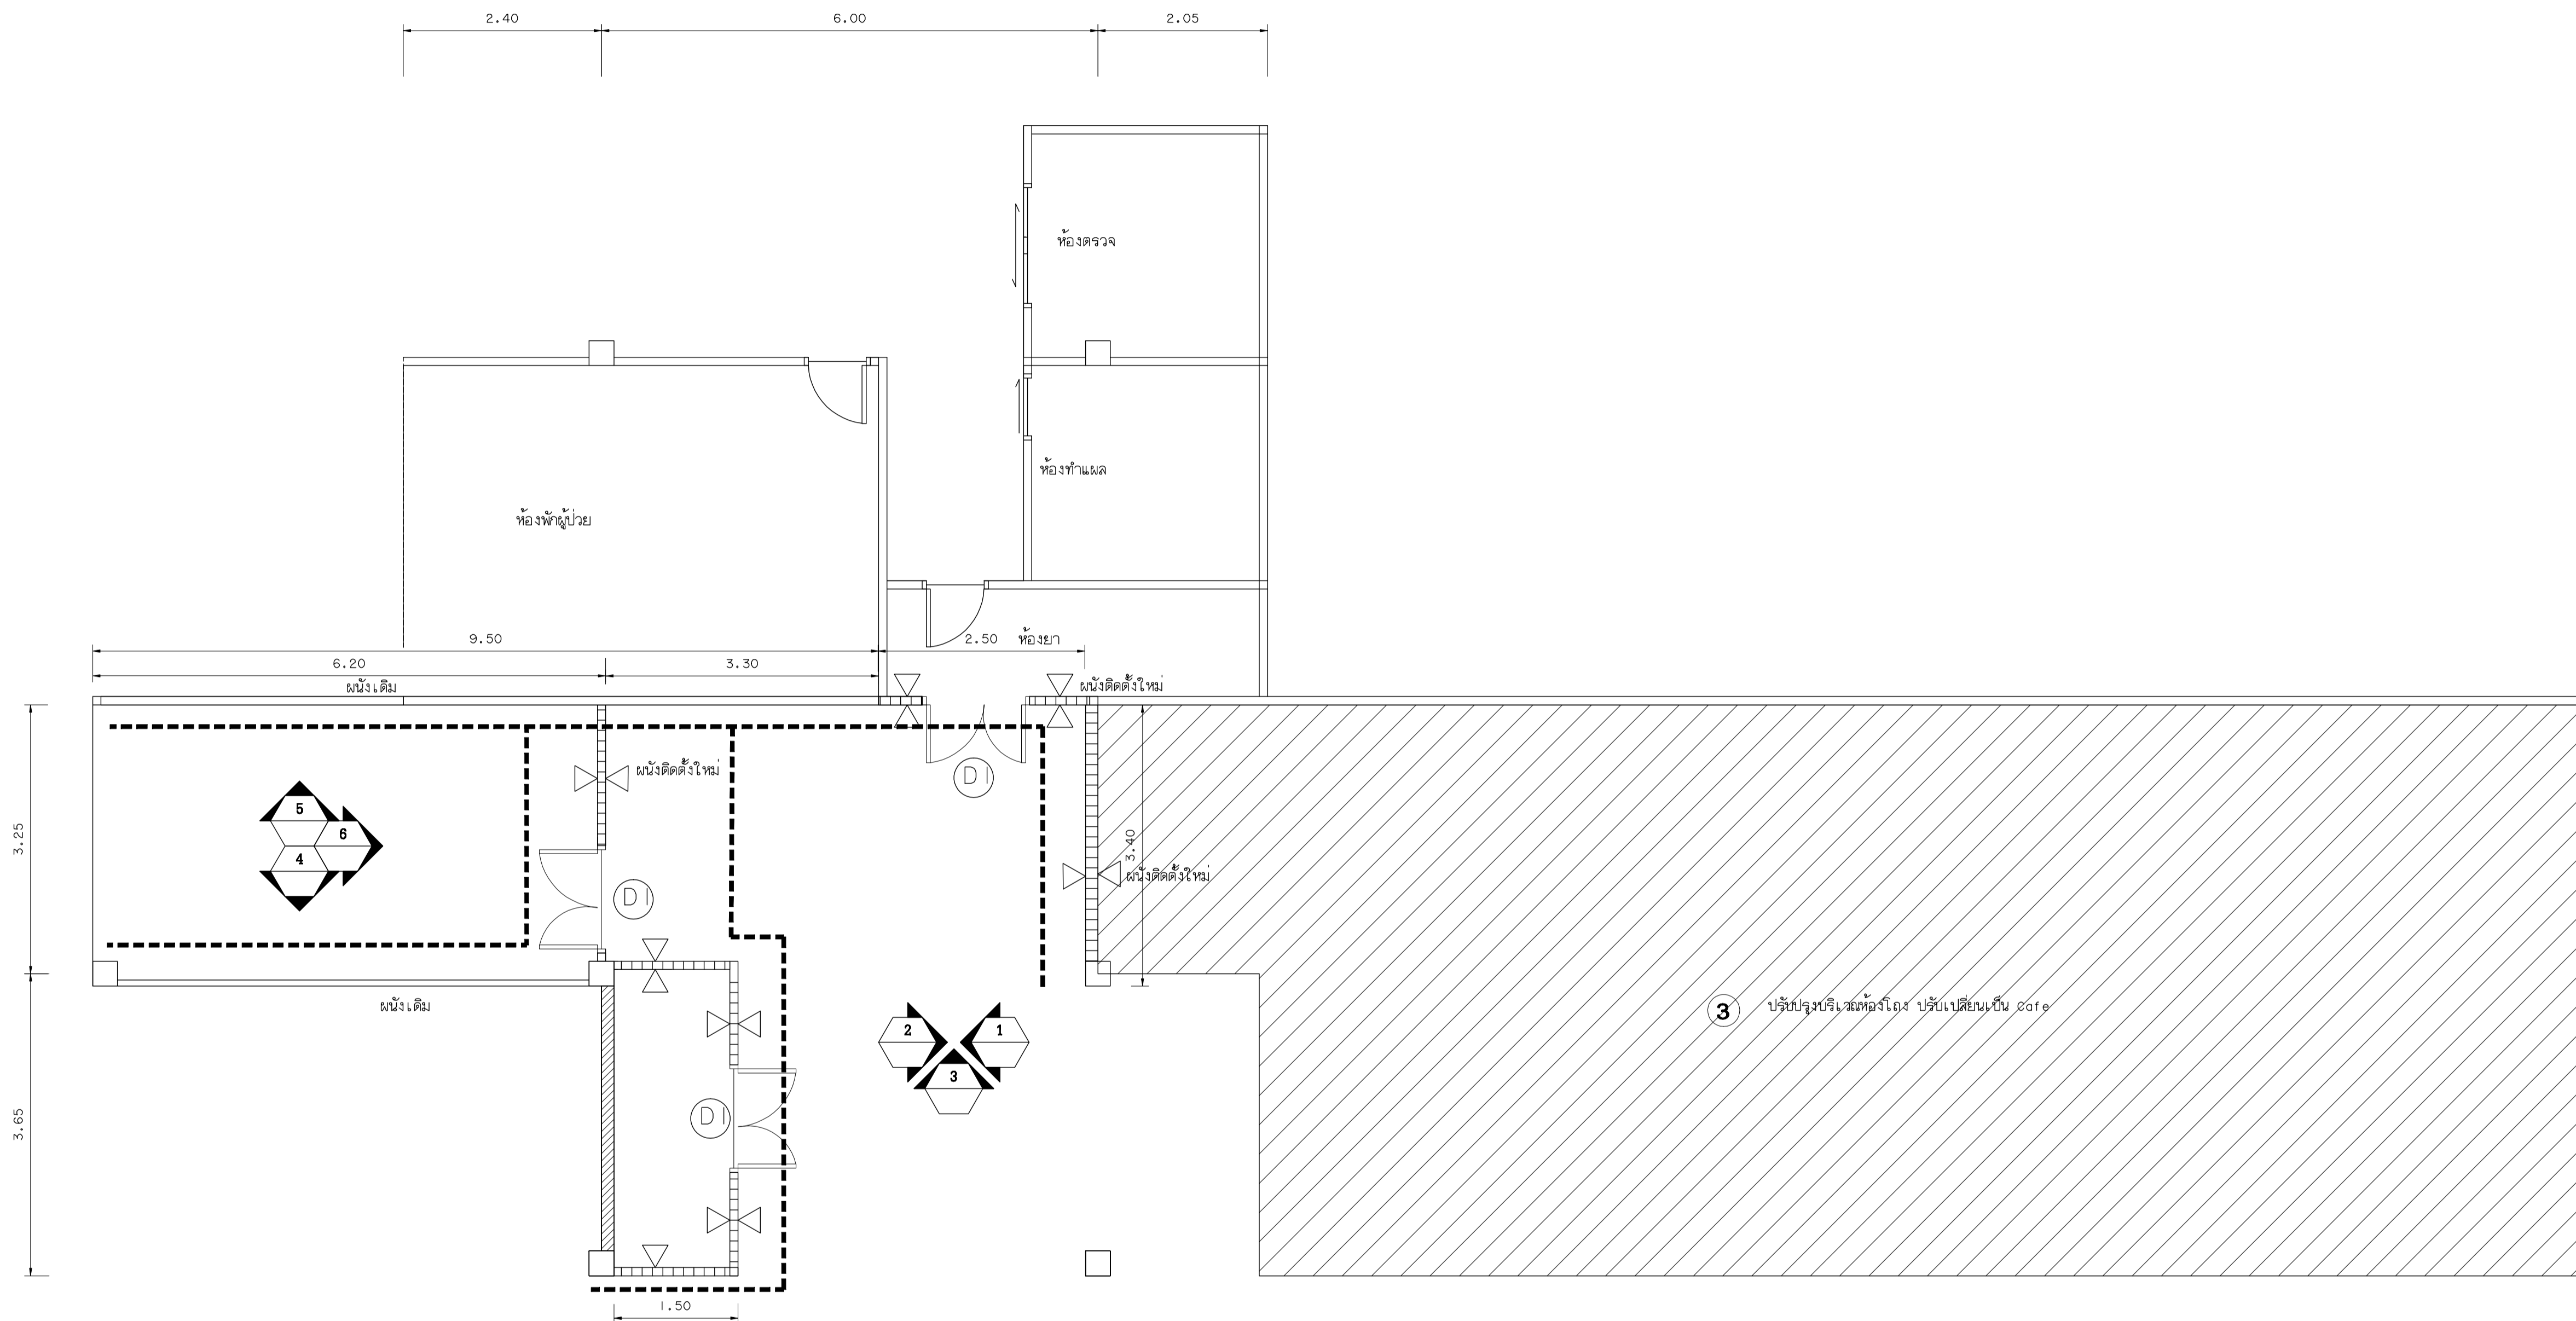 2.40
6.00
2.05
ห้องตรวจ
ห้องทำแผล
ห้องพักผู้ป่วย
9.50
2.50
ห้องยา
6.20
3.30
ผนังเดิม
ผนังติดตั้งใหม่
ผนังติดตั้งใหม่
D1
5
6
4
3.25
3.40
ผนังติดตั้งใหม่
D1
ผนังเดิม
3
ปรับปรุงบริเวณห้องโถง ปรับเปลี่ยนเป็น Cafe
2
1
3
D1
3.65
1.50